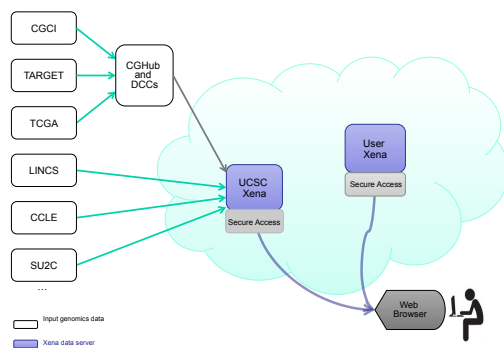 CGCI
TARGET
TCGA
LINCS
CCLE
SU2C
...
CGHub
and
DCCs
UCSC
Xena
Secure Access
User
Xena
Secure Access
Web
Browser
Input genomics data
Xena data server